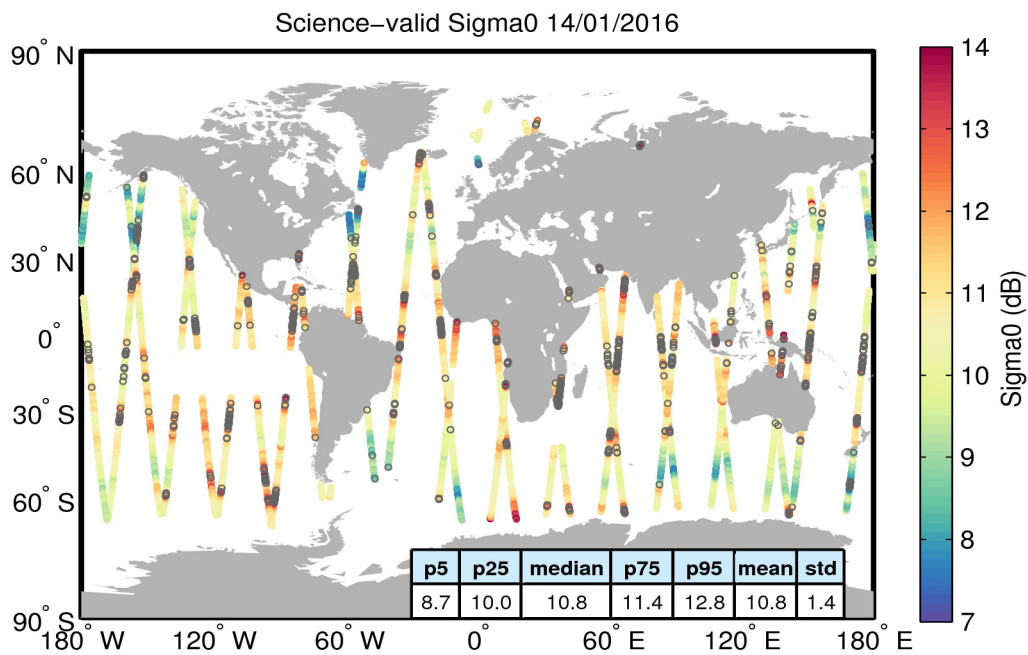 Science−valid Sigma0 14/01/2016
90° N
60° N
30° N
0°
30° S
60° S
90° S
180° W
120° W
60° W
0°
60° E
120° E
180° E
p5 p25 median p75 p95 mean std
8.7 10.0 10.8 11.4 12.8 10.8 1.4
14
13
12
11
10
9
8
7
Sigma0 (dB)